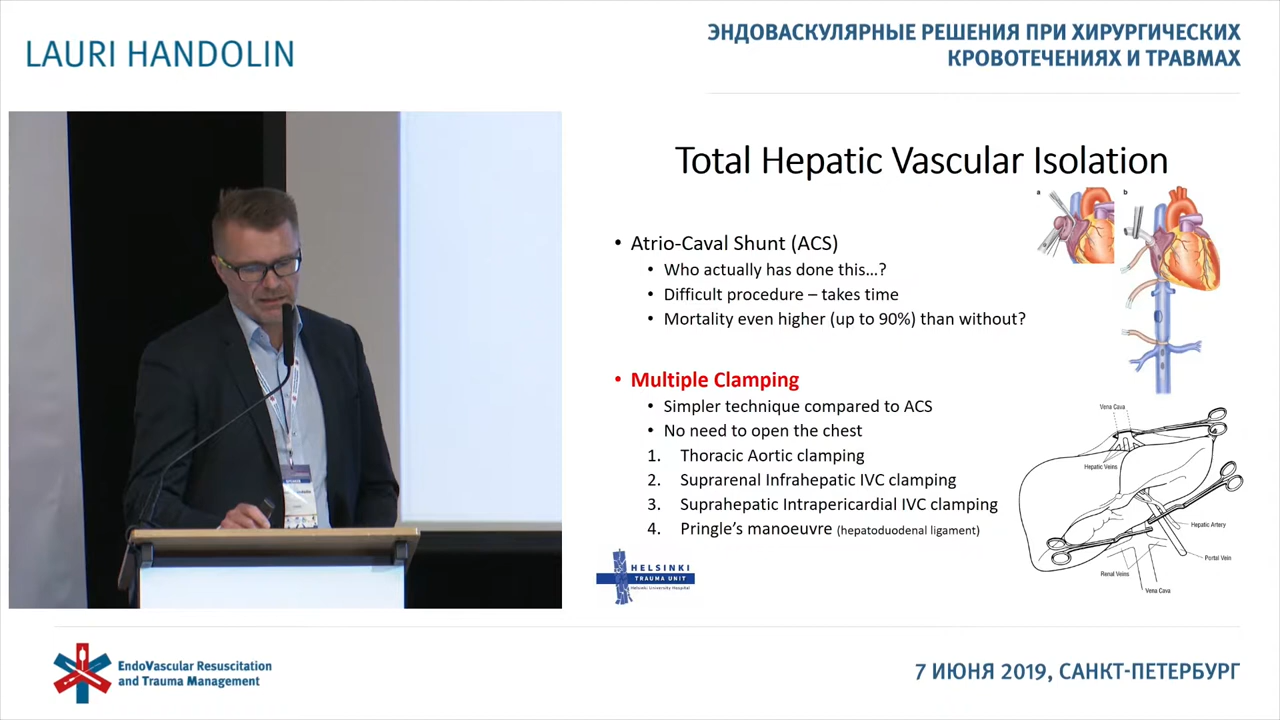 LAURI HANDOLIN
ЭНДОВАСКУЛЯРНЫЕ РЕШЕНИЯ ПРИ ХИРУРГИЧЕСКИХ
КРОВОТЕЧЕНИЯХ И ТРАВМАХ
Total Hepatic Vascular Isolation
a
b
• Atrio-Caval Shunt (ACS)
• Who actually has done this...?
• Difficult procedure – takes time
• Mortality even higher (up to 90%) than without?
• Multiple Clamping
• Simpler technique compared to ACS
• No need to open the chest
1. Thoracic Aortic clamping
2. Suprarenal Infrahepatic IVC clamping
3. Suprahepatic Intrapericardial IVC clamping
4. Pringle's manoeuvre (hepatoduodenal ligament)
Vena Cava
Hepatic Veins
Hepatic Artery
Portal Vein
Renal Veins
Vena Cava
HELSINKI
TRAUMA UNIT
Helsinki University Hospital
EndoVascular Resuscitation
and Trauma Management
7 ИЮНЯ 2019, САНКТ-ПЕТЕРБУРГ